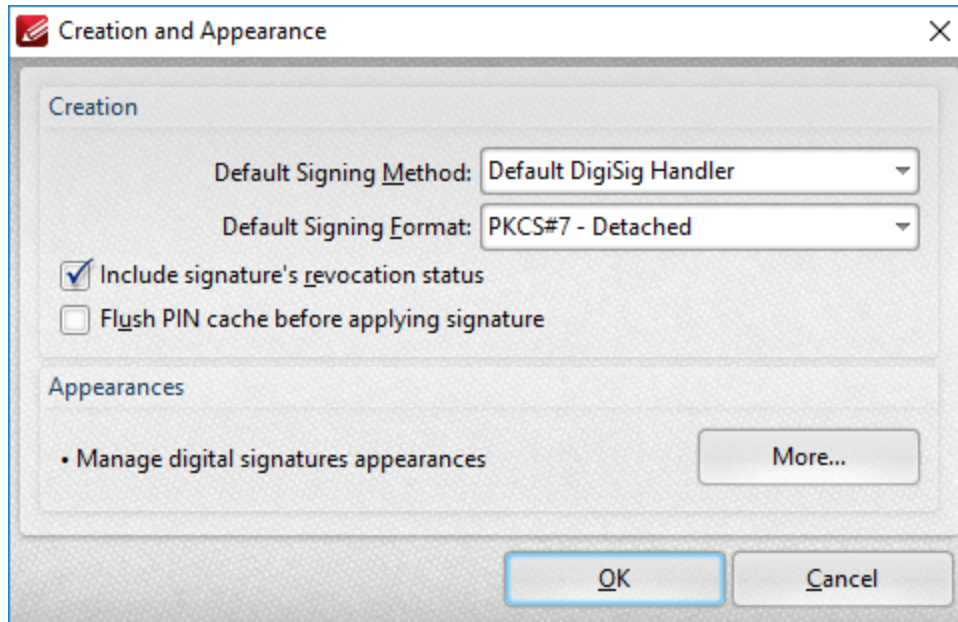 Creation and Appearance
Creation
Default Signing Method: Default DigiSig Handler
Default Signing Format: PKCS#7 - Detached
Include signature's revocation status
Flush PIN cache before applying signature
Appearances
• Manage digital signatures appearances More...
OK Cancel